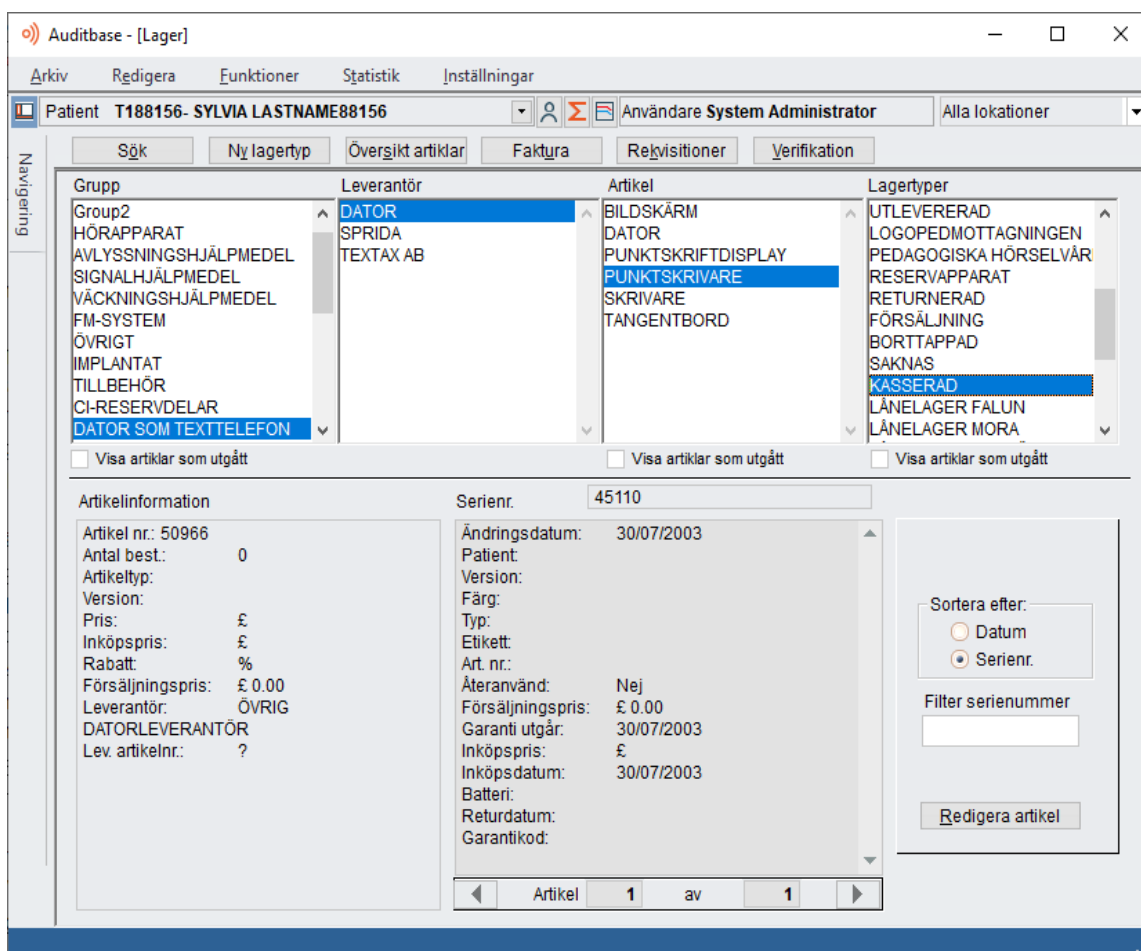 Auditbase - [Lager]
Arkiv Redigera Funktioner Statistik Inställningar
Patient T188156- SYLVIA LASTNAME88156 Användare System Administrator Alla lokationer
Navigering
Sök Ny lagertyp Översikt artiklar Faktura Rekvisitioner Verifikation
Grupp
Group2
HÖRAPPARAT
AVLYSSNINGSHJÄLPMEDEL
SIGNALHJÄLPMEDEL
VÄCKNINGSHJÄLPMEDEL
FM-SYSTEM
ÖVRIGT
IMPLANTAT
TILLBEHÖR
CI-RESERVDELAR
DATOR SOM TEXTTELEFON
Visa artiklar som utgått
Leverantör
DATOR
SPRIDA
TEXTAX AB
Artikel
BILDSKÄRM
DATOR
PUNKTSKRIFTDISPLAY
PUNKTSKRIVARE
SKRIVARE
TANGENTBORD
Visa artiklar som utgått
Lagertyper
UTLEVERERAD
LOGOPEDMOTTAGNINGEN
PEDAGOGISKA HÖRSELVÅR
RESERVAPPARAT
RETURNERAD
FÖRSÄLJNING
BORTTAPPAD
SAKNAS
KASSERAD
LÅNELAGER FALUN
LÅNELAGER MORA
Visa artiklar som utgått
Artikelinformation
Artikel nr.: 50966
Antal best.: 0
Artikeltyp:
Version:
Pris: £
Inköpspris: £
Rabatt: %
Försäljningspris: £ 0.00
Leverantör: ÖVRIG
DATORLEVERANTÖR
Lev. artikelnr.: ?
Serienr. 45110
Ändringsdatum: 30/07/2003
Patient:
Version:
Färg:
Typ:
Etikett:
Art. nr.:
Återanvänd: Nej
Försäljningspris: £ 0.00
Garanti utgår: 30/07/2003
Inköpspris: £
Inköpsdatum: 30/07/2003
Batteri:
Returdatum:
Garantikod:
Artikel 1 av 1
Sortera efter:
Datum
Serienr.
Filter serienummer
Redigera artikel